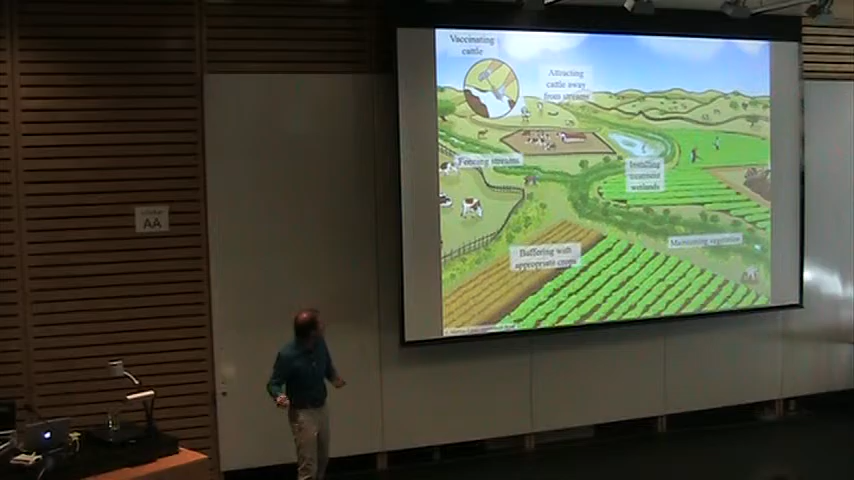 Vaccinating
cattle
Attracting
cattle away
from streams
Fencing streams
Installing
treatment
wetlands
Maintaining vegetation
Buffering with
appropriate crops
AA